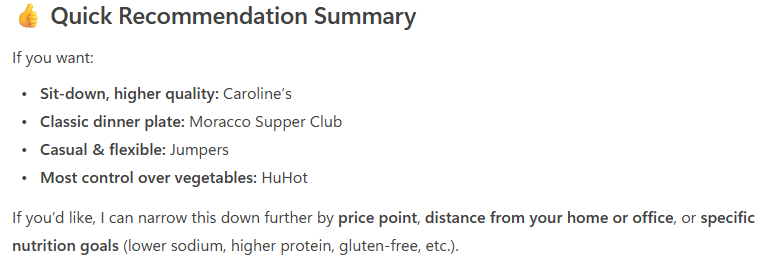 👍 Quick Recommendation Summary
If you want:
• Sit-down, higher quality: Caroline’s
• Classic dinner plate: Moracco Supper Club
• Casual & flexible: Jumpers
• Most control over vegetables: HuHot
If you’d like, I can narrow this down further by price point, distance from your home or office, or specific
nutrition goals (lower sodium, higher protein, gluten-free, etc.).